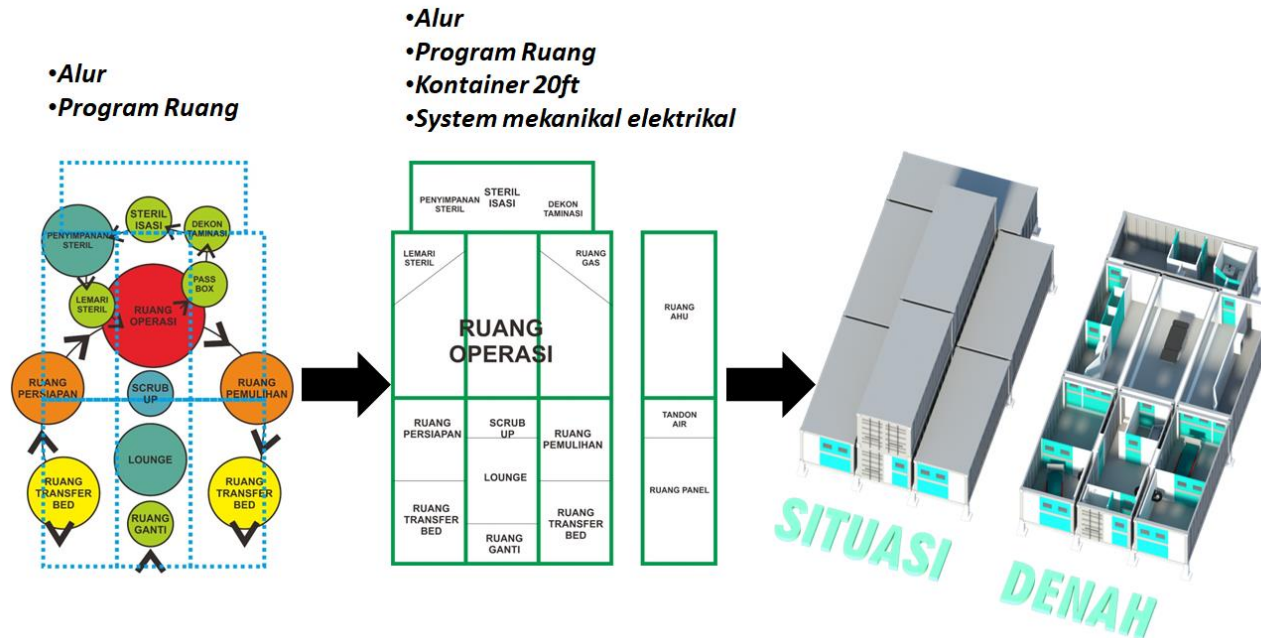 •Alur
•Program Ruang
•Alur
•Program Ruang
•Kontainer 20ft
•System mekanikal elektrikal
STERIL
ISASI
DEKON
TAMINASI
PENYIMPANAN
STERIL
PASS
BOX
LEMARI
STERIL
RUANG
OPERASI
RUANG
PERSIAPAN
SCRUB
UP
RUANG
PEMULIHAN
LOUNGE
RUANG
TRANSFER
BED
RUANG
TRANSFER
BED
RUANG
GANTI
PENYIMPANAN
STERIL
STERIL
ISASI
DEKON
TAMINASI
LEMARI
STERIL
RUANG
GAS
RUANG
OPERASI
RUANG
PERSIAPAN
SCRUB
UP
RUANG
PEMULIHAN
LOUNGE
RUANG
TRANSFER
BED
RUANG
GANTI
RUANG
TRANSFER
BED
RUANG
AHU
TANDON
AIR
RUANG PANEL
SITUASI
DENAH